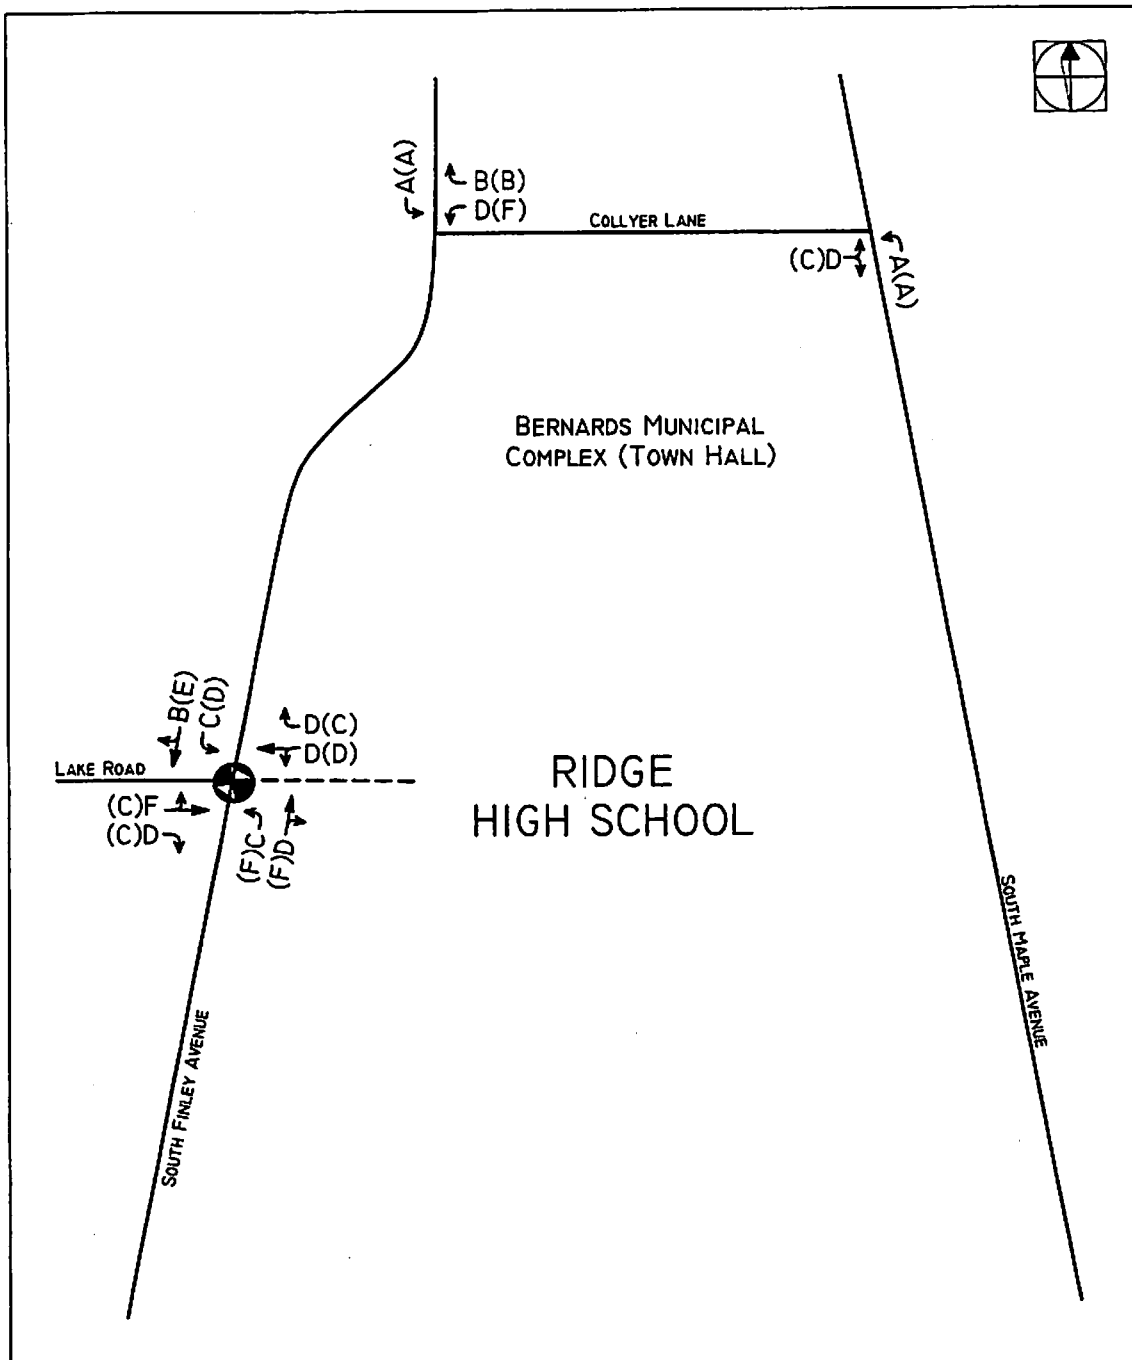 A(A)
B(B)
D(F)
COLLYER LANE
(C)D
A(A)
BERNARDS MUNICIPAL
COMPLEX (TOWN HALL)
B(E)
C(D)
D(C)
D(D)
LAKE ROAD
(C)F
(C)D
(F)C
(F)D
RIDGE
HIGH SCHOOL
SOUTH MAPLE AVENUE
SOUTH FINLEY AVENUE